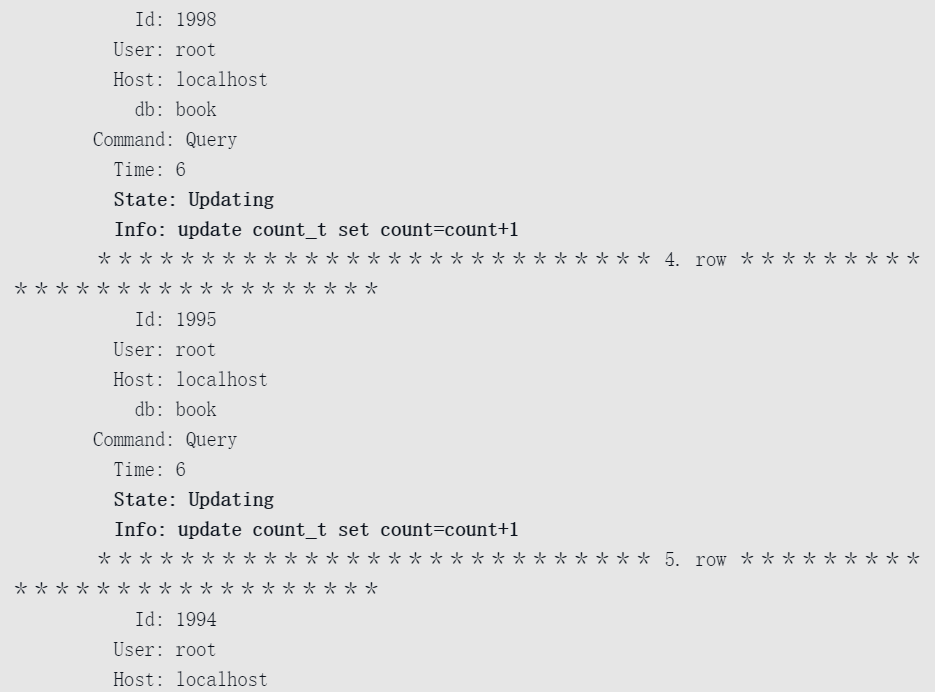 Id: 1998
User: root
Host: localhost
db: book
Command: Query
Time: 6
State: Updating
Info: update count_t set count=count+1
*************************** 4. row *********
******************
Id: 1995
User: root
Host: localhost
db: book
Command: Query
Time: 6
State: Updating
Info: update count_t set count=count+1
*************************** 5. row *********
******************
Id: 1994
User: root
Host: localhost